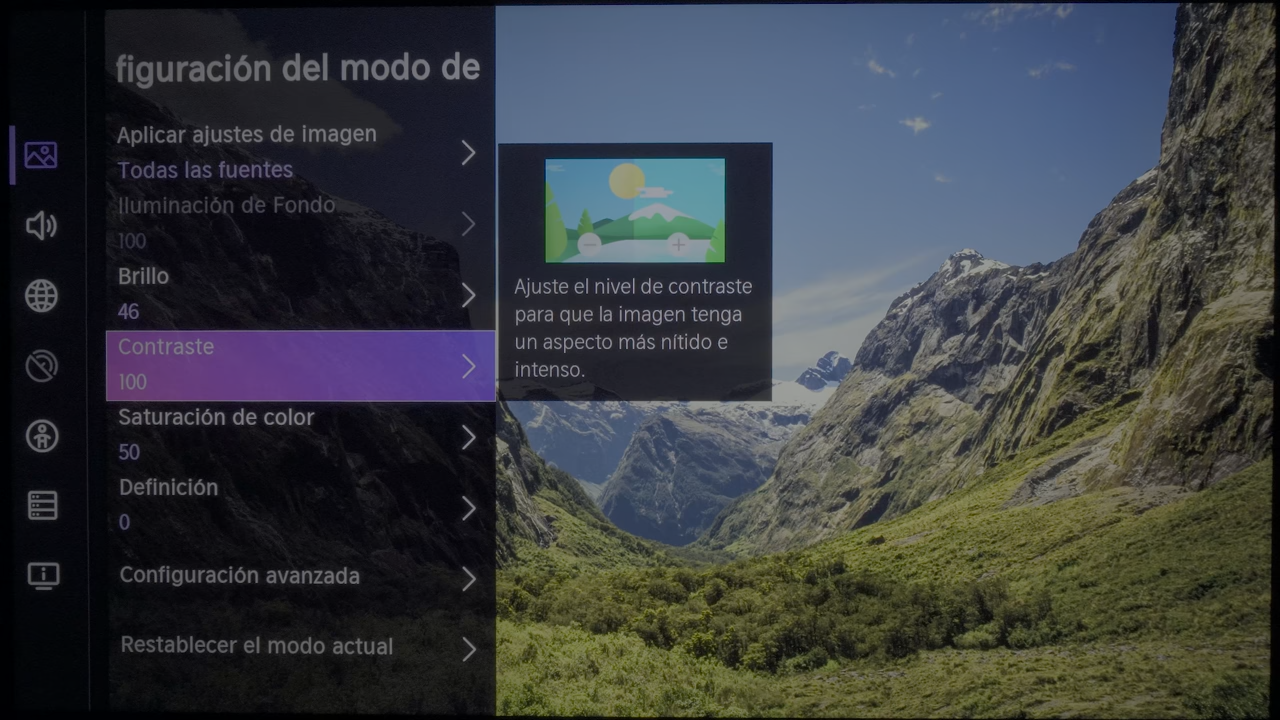 figuración del modo de
Aplicar ajustes de imagen
Todas las fuentes
Iluminación de Fondo
100
Brillo
46
Contraste
100
Saturación de color
50
Definición
0
Configuración avanzada
Restablecer el modo actual
Ajuste el nivel de contraste
para que la imagen tenga
un aspecto más nítido e
intenso.